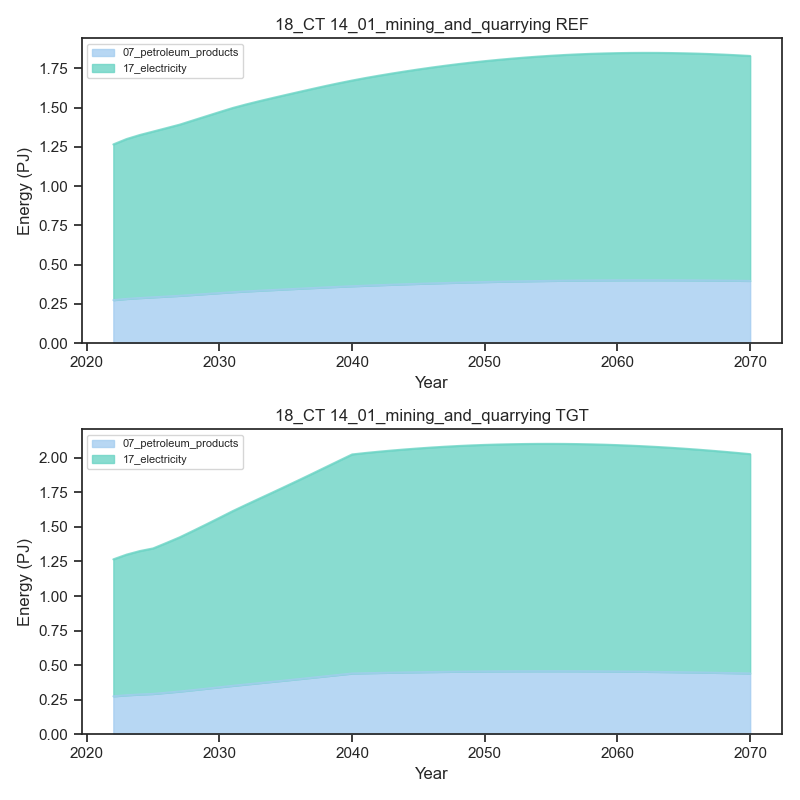 18_CT 14_01_mining_and_quarrying REF
07_petroleum_products
17_electricity
1.75
1.50
1.25
1.00
0.75
0.50
0.25
0.00
Energy (PJ)
2020 2030 2040 2050 2060 2070
Year
18_CT 14_01_mining_and_quarrying TGT
07_petroleum_products
17_electricity
2.00
1.75
1.50
1.25
1.00
0.75
0.50
0.25
0.00
Energy (PJ)
2020 2030 2040 2050 2060 2070
Year